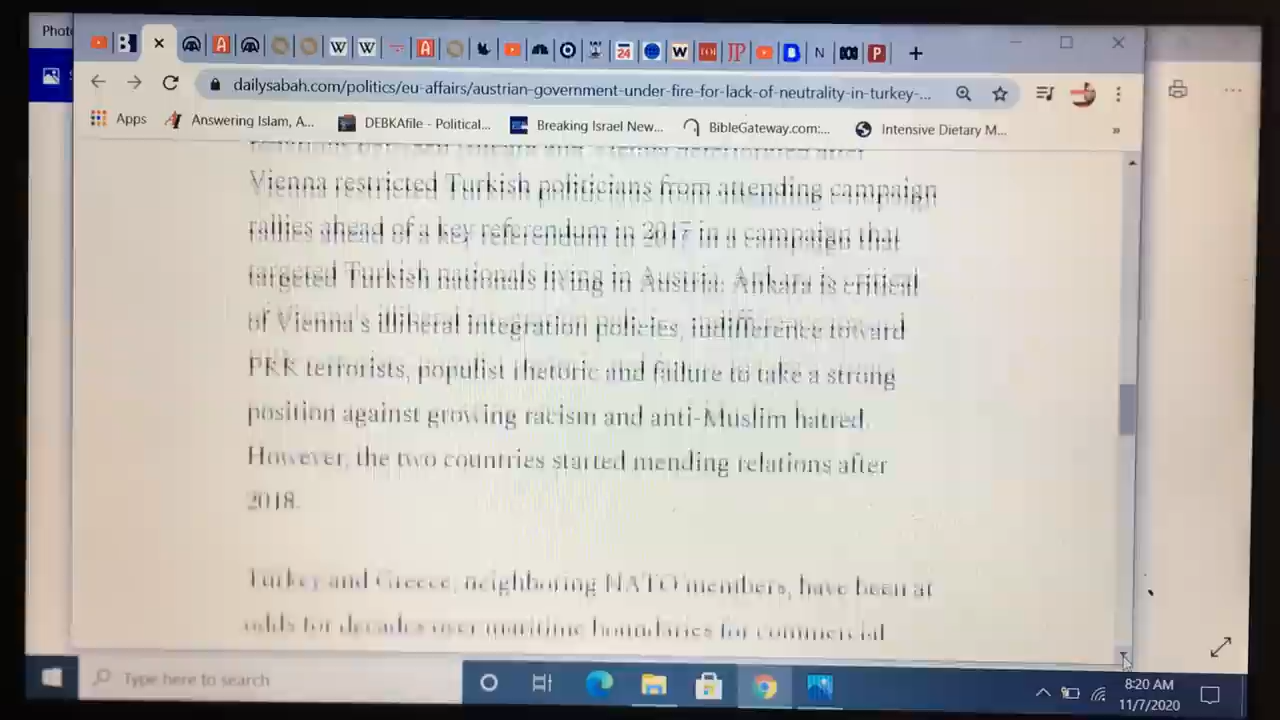 Phot
dailysabah.com/politics/eu-affairs/austrian-government-under-fire-for-lack-of-neutrality-in-turkey-...
Apps
Answering Islam, A...
DEBKAfile - Political...
Breaking Israel New...
BibleGateway.com:...
Intensive Dietary M...
»
Vienna restricted Turkish politicians from attending campaign
rallies ahead of a key referendum in 2017 in a campaign that
targeted Turkish nationals living in Austria. Ankara is critical
of Vienna's illiberal integration policies, indifference toward
PKK terrorists, populist rhetoric and failure to take a strong
position against growing racism and anti-Muslim hatred.
However, the two countries started mending relations after
2018.
Turkey and Greece, neighboring NATO members, have been at
odds for decades over maritime boundaries for commercial
Type here to search
8:20 AM
11/7/2020